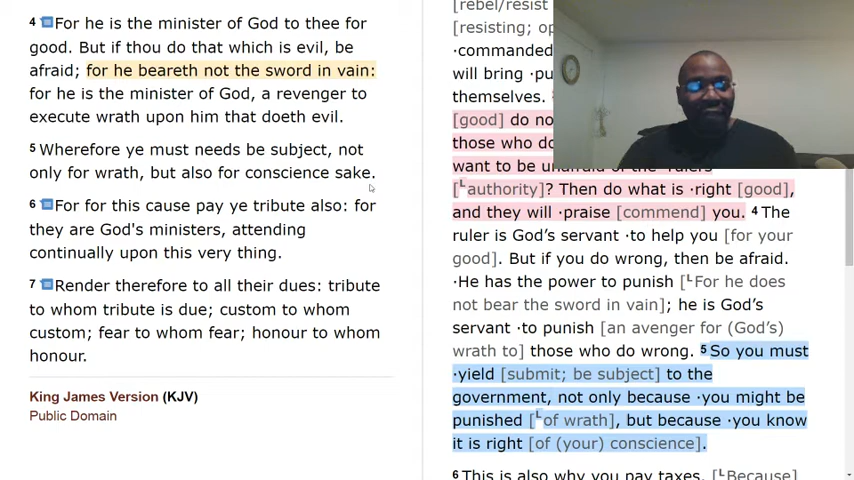 4 For he is the minister of God to thee for
good. But if thou do that which is evil, be
afraid; for he beareth not the sword in vain:
for he is the minister of God, a revenger to
execute wrath upon him that doeth evil.
5 Wherefore ye must needs be subject, not
only for wrath, but also for conscience sake.
6 For for this cause pay ye tribute also: for
they are God's ministers, attending
continually upon this very thing.
7 Render therefore to all their dues: tribute
to whom tribute is due; custom to whom
custom; fear to whom fear; honour to whom
honour.
King James Version (KJV)
Public Domain
[rebel/resist
[resisting;
·commanded
will bring
themselves.
[good] do
those who
want to be of the rulers
[ᴸauthority]? Then do what is ·right [good],
and they will ·praise [commend] you. 4 The
ruler is God’s servant ·to help you [for your
good]. But if you do wrong, then be afraid.
·He has the power to punish [ᴸFor he does
not bear the sword in vain]; he is God’s
servant ·to punish [an avenger for (God’s)
wrath to] those who do wrong. 5 So you must
·yield [submit; be subject] to the
government, not only because ·you might be
punished [ᴸof wrath], but because ·you know
it is right [of (your) conscience].
6 This is also why you pay taxes. [ᴸBecause]